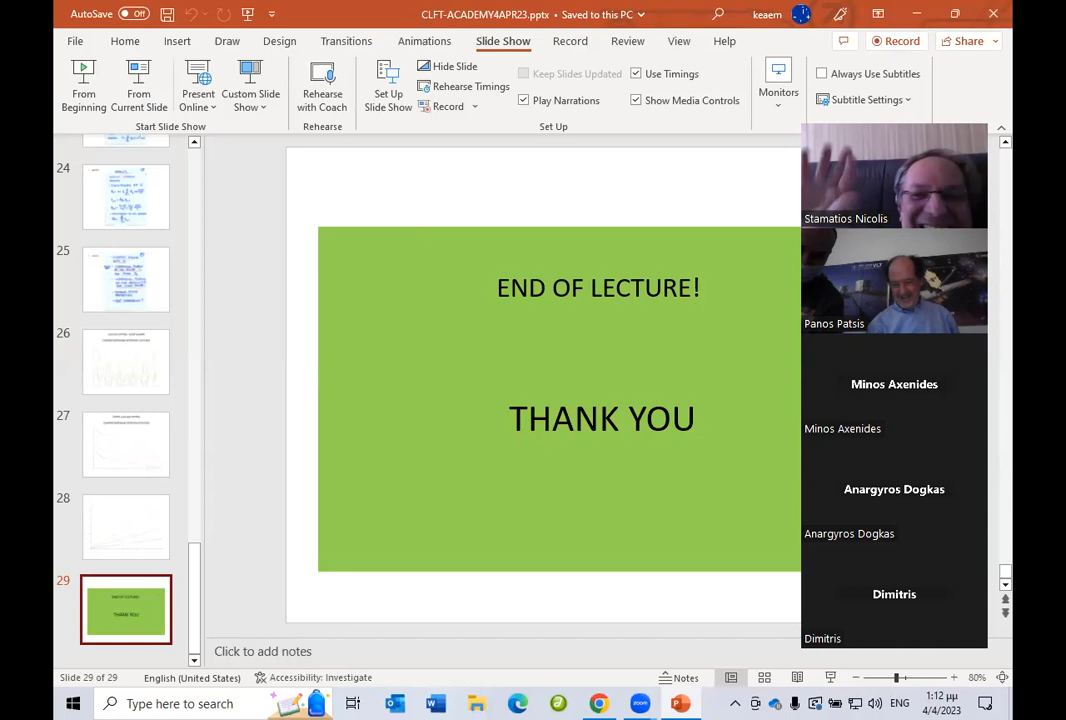 AutoSave Off
CLFT-ACADEMY4APR23.pptx • Saved to this PC
keaem
File Home Insert Draw Design Transitions Animations Slide Show Record Review View Help
Record Share
From Beginning
From Current Slide
Present Online
Custom Slide Show
Start Slide Show
Rehearse with Coach
Rehearse
Set Up Slide Show
Hide Slide
Rehearse Timings
Record
Keep Slides Updated
Play Narrations
Use Timings
Show Media Controls
Set Up
Monitors
Always Use Subtitles
Subtitle Settings
24
25
26
27
28
29
END OF LECTURE!
THANK YOU
END OF LECTURE!
THANK YOU
Stamatios Nicolis
Panos Patsis
Minos Axenides
Minos Axenides
Anargyros Dogkas
Anargyros Dogkas
Dimitris
Dimitris
Click to add notes
Slide 29 of 29
English (United States)
Accessibility: Investigate
Notes
80%
Type here to search
ENG
1:12 μμ
4/4/2023